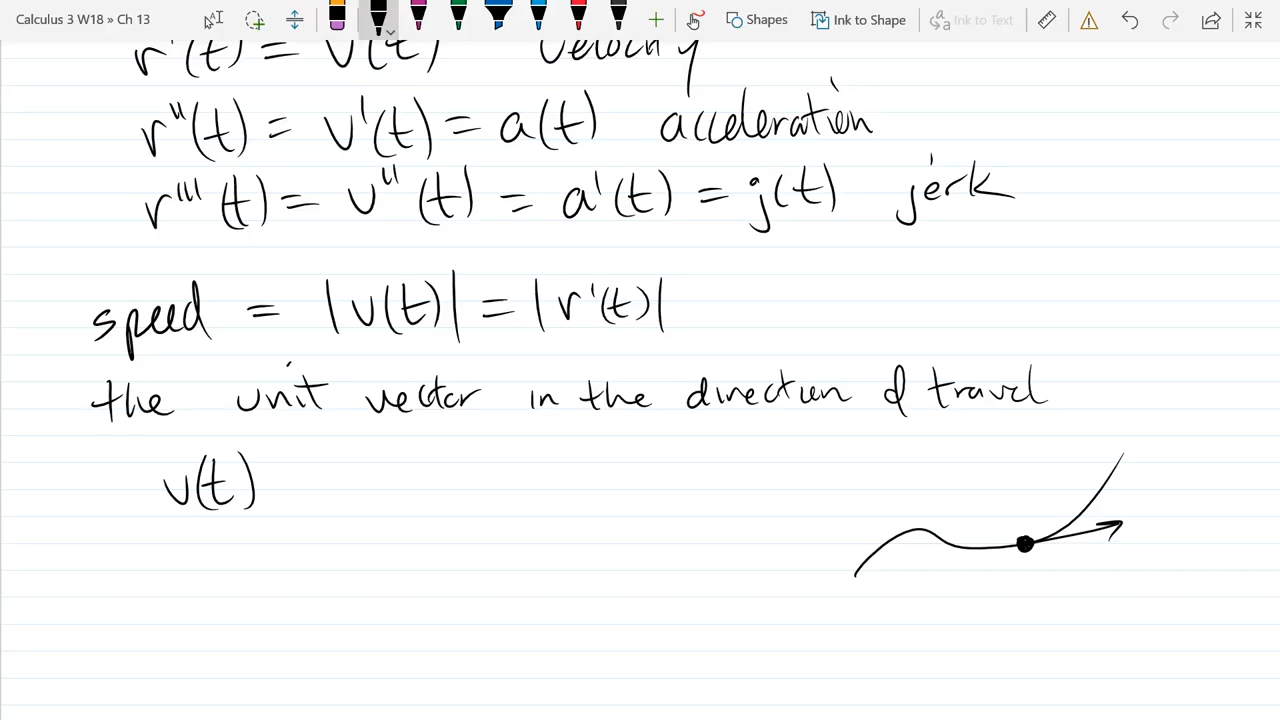 Calculus 3 W18 » Ch 13
Shapes
Ink to Shape
Ink to Text
r'(t) = v(t) velocity
r''(t) = v'(t) = a(t) acceleration
r'''(t) = v''(t) = a'(t) = j(t) jerk
speed = |v(t)| = |r'(t)|
the unit vector in the direction of travel
v(t)